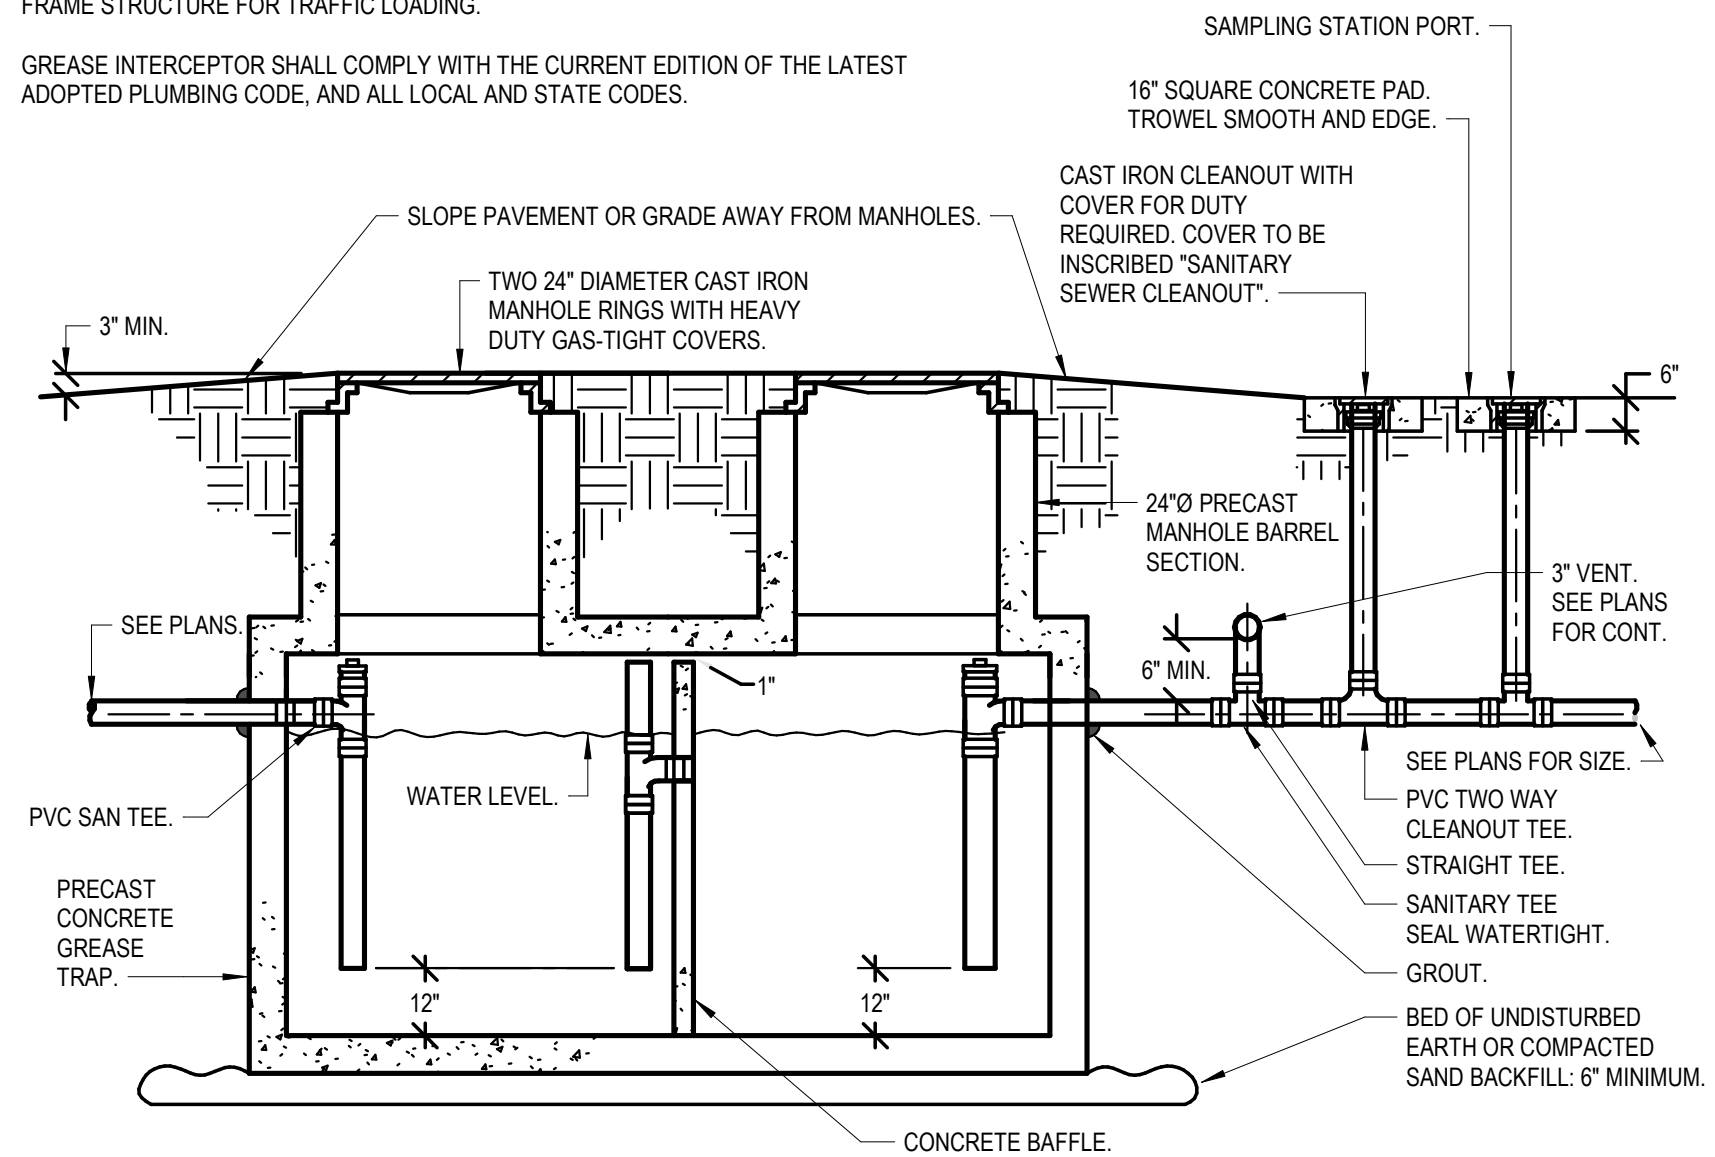 FRAME STRUCTURE FOR TRAFFIC LOADING.
GREASE INTERCEPTOR SHALL COMPLY WITH THE CURRENT EDITION OF THE LATEST
ADOPTED PLUMBING CODE, AND ALL LOCAL AND STATE CODES.
SAMPLING STATION PORT.
16" SQUARE CONCRETE PAD.
TROWEL SMOOTH AND EDGE.
CAST IRON CLEANOUT WITH
COVER FOR DUTY
REQUIRED. COVER TO BE
INSCRIBED "SANITARY
SEWER CLEANOUT".
SLOPE PAVEMENT OR GRADE AWAY FROM MANHOLES.
TWO 24" DIAMETER CAST IRON
MANHOLE RINGS WITH HEAVY
DUTY GAS-TIGHT COVERS.
3" MIN.
6"
24"Ø PRECAST
MANHOLE BARREL
SECTION.
3" VENT.
SEE PLANS
FOR CONT.
SEE PLANS.
6" MIN.
1"
WATER LEVEL.
PVC SAN TEE.
SEE PLANS FOR SIZE.
PVC TWO WAY
CLEANOUT TEE.
STRAIGHT TEE.
SANITARY TEE
SEAL WATERTIGHT.
GROUT.
PRECAST
CONCRETE
GREASE
TRAP.
12"
12"
BED OF UNDISTURBED
EARTH OR COMPACTED
SAND BACKFILL: 6" MINIMUM.
CONCRETE BAFFLE.